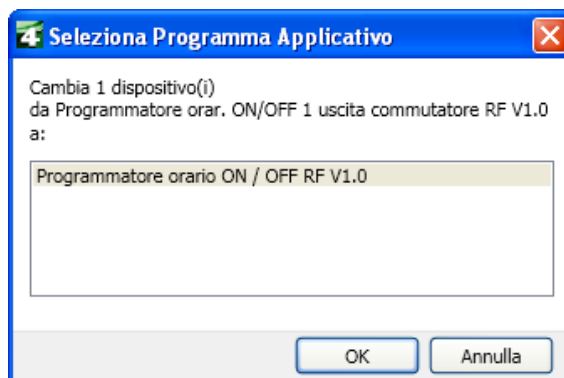 4 Seleziona Programma Applicativo
Cambia 1 dispositivo(i)
da Programmatore orar. ON/OFF 1 uscita commutatore RF V1.0
a:
Programmatore orario ON / OFF RF V1.0
OK Annulla